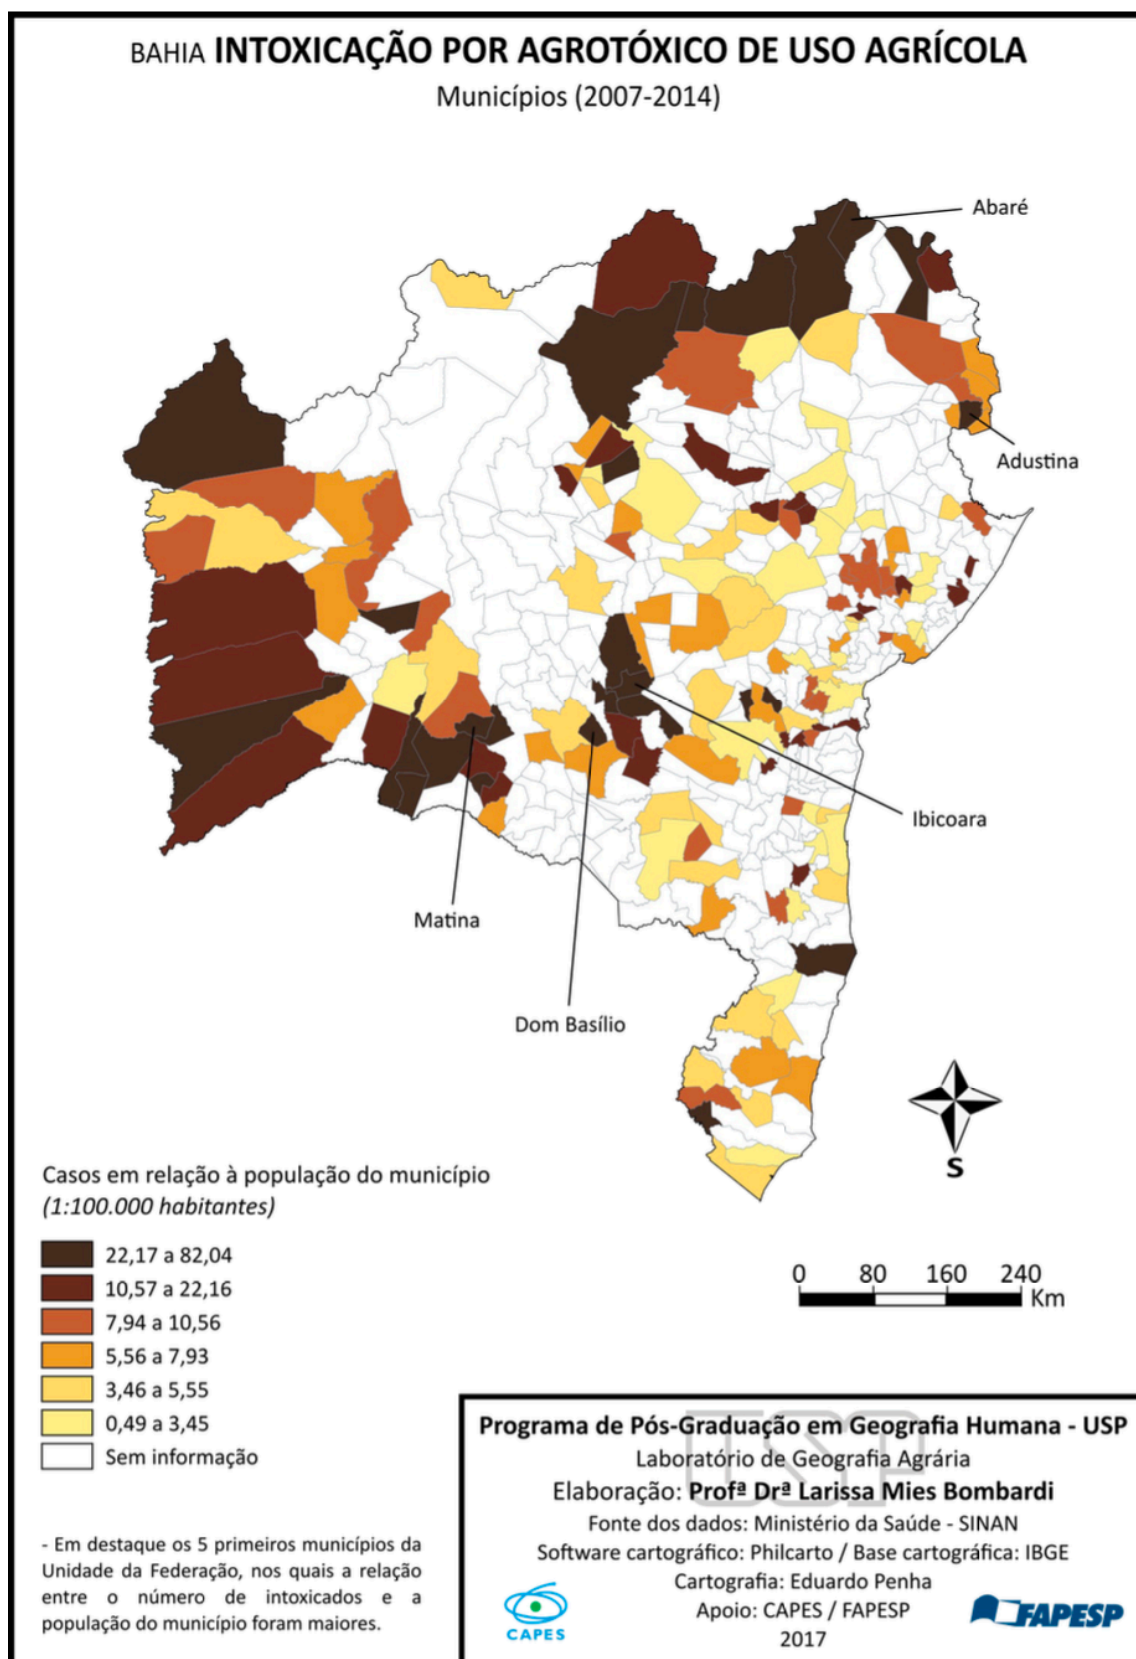 BAHIA INTOXICAÇÃO POR AGROTÓXICO DE USO AGRÍCOLA
Municípios (2007-2014)
Abaré
Adustina
Ibicoara
Matina
Dom Basílio
S
Casos em relação à população do município
(1:100.000 habitantes)
22,17 a 82,04
10,57 a 22,16
7,94 a 10,56
5,56 a 7,93
3,46 a 5,55
0,49 a 3,45
Sem informação
0 80 160 240
Km
- Em destaque os 5 primeiros municípios da
Unidade da Federação, nos quais a relação
entre o número de intoxicados e a
população do município foram maiores.
USP
Programa de Pós-Graduação em Geografia Humana - USP
Laboratório de Geografia Agrária
Elaboração: Profª Drª Larissa Mies Bombardi
Fonte dos dados: Ministério da Saúde - SINAN
Software cartográfico: Philcarto / Base cartográfica: IBGE
Cartografia: Eduardo Penha
Apoio: CAPES / FAPESP
2017
CAPES
FAPESP